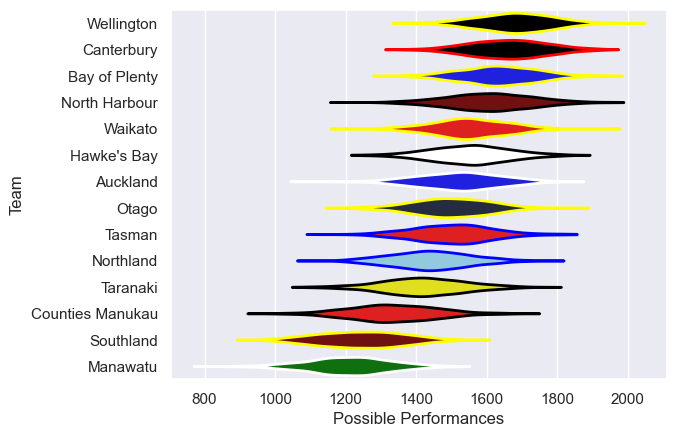 Team
Wellington
Canterbury
Bay of Plenty
North Harbour
Waikato
Hawke's Bay
Auckland
Otago
Tasman
Northland
Taranaki
Counties Manukau
Southland
Manawatu
800 1000 1200 1400 1600 1800 2000
Possible Performances